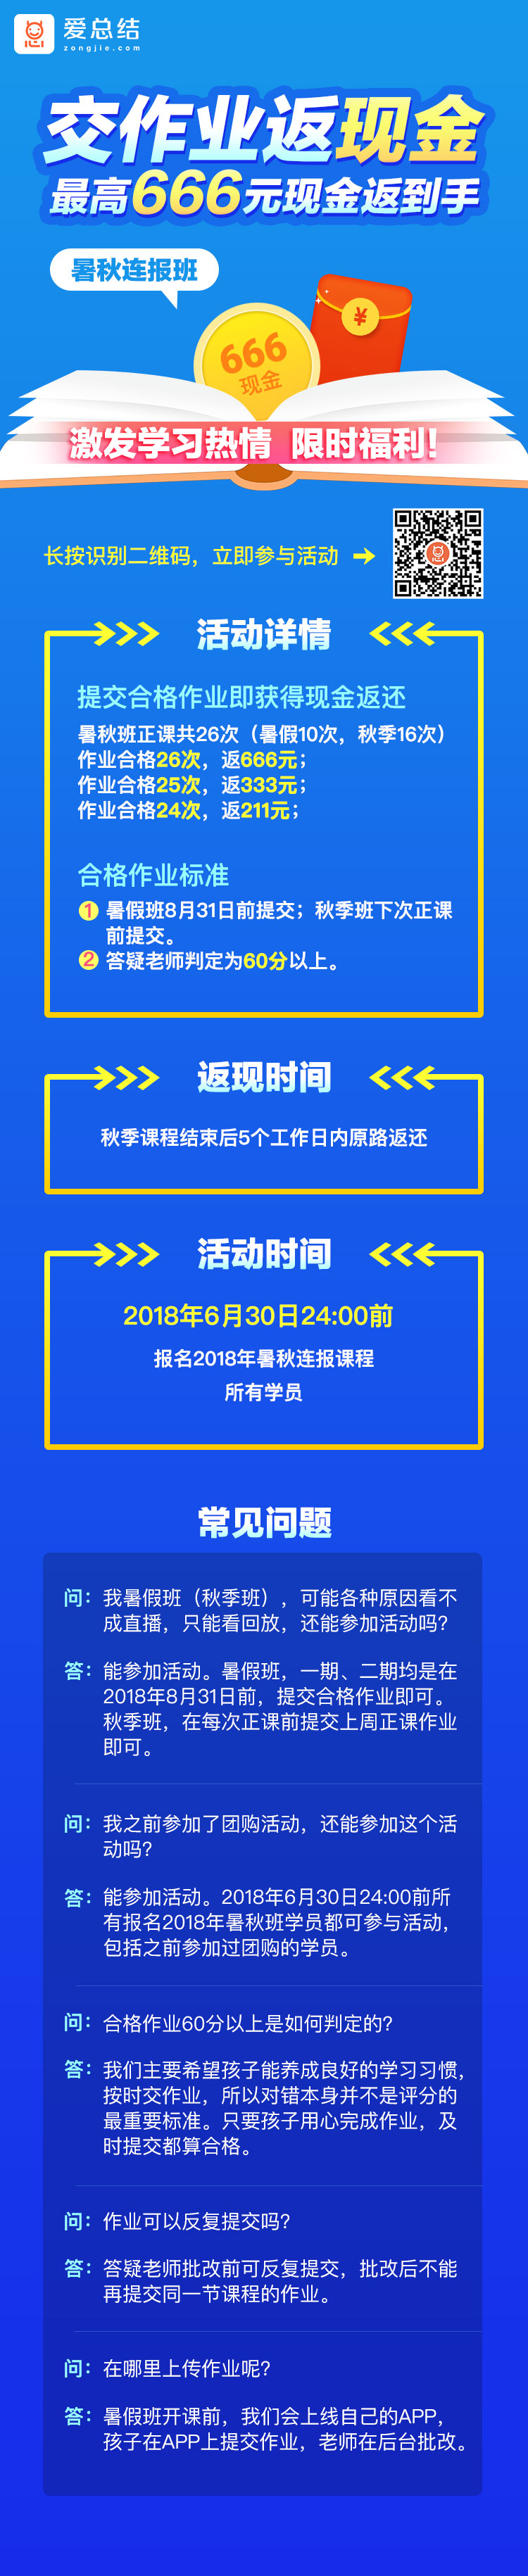 爱总结
zongjie.com
交作业返现金
最高666元现金返到手
暑秋连报班
666
现金
¥
激发学习热情 限时福利!
长按识别二维码，立即参与活动
活动详情
提交合格作业即获得现金返还
暑秋班正课共26次（暑假10次，秋季16次）
作业合格26次，返666元；
作业合格25次，返333元；
作业合格24次，返211元；
合格作业标准
1 暑假班8月31日前提交；秋季班下次正课
前提交。
2 答疑老师判定为60分以上。
返现时间
秋季课程结束后5个工作日内原路返还
活动时间
2018年6月30日24:00前
报名2018年暑秋连报课程
所有学员
常见问题
问：我暑假班（秋季班），可能各种原因看不
成直播，只能看回放，还能参加活动吗？
答：能参加活动。暑假班，一期、二期均是在
2018年8月31日前，提交合格作业即可。
秋季班，在每次正课前提交上周正课作业
即可。
问：我之前参加了团购活动，还能参加这个活
动吗？
答：能参加活动。2018年6月30日24:00前所
有报名2018年暑秋班学员都可参与活动，
包括之前参加过团购的学员。
问：合格作业60分以上是如何判定的？
答：我们主要希望孩子能养成良好的学习习惯，
按时交作业，所以对错本身并不是评分的
最重要标准。只要孩子用心完成作业，及
时提交都算合格。
问：作业可以反复提交吗？
答：答疑老师批改前可反复提交，批改后不能
再提交同一节课程的作业。
问：在哪里上传作业呢？
答：暑假班开课前，我们会上线自己的APP，
孩子在APP上提交作业，老师在后台批改。